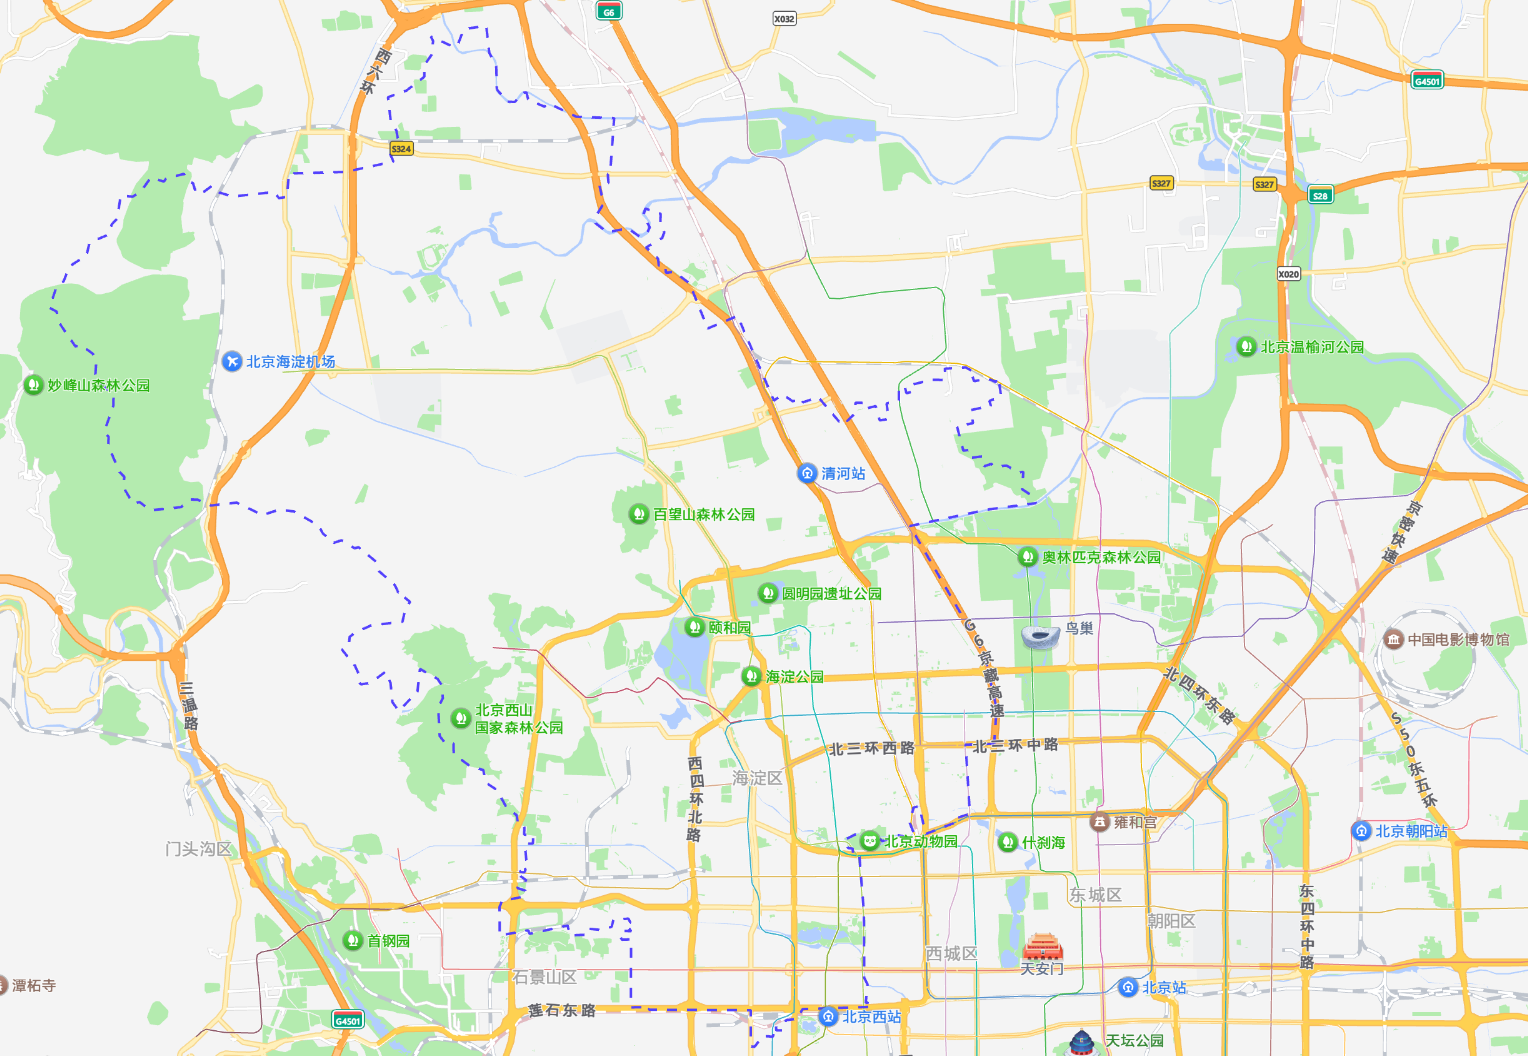 G6
X032
西六环
G4501
S324
S327
S327
S28
X020
北京温榆河公园
北京海淀机场
妙峰山森林公园
清河站
百望山森林公园
京密快速
奥林匹克森林公园
圆明园遗址公园
颐和园
鸟巢
中国电影博物馆
G6京藏高速
海淀公园
北四环东路
三温路
北京西山
国家森林公园
S50东五环
北三环西路
北三环中路
西四环北路
海淀区
雍和宫
北京朝阳站
门头沟区
北京动物园
什刹海
东城区
东四环中路
朝阳区
首钢园
西城区
天安门
石景山区
潭柘寺
北京站
莲石东路
G4501
北京西站
天坛公园